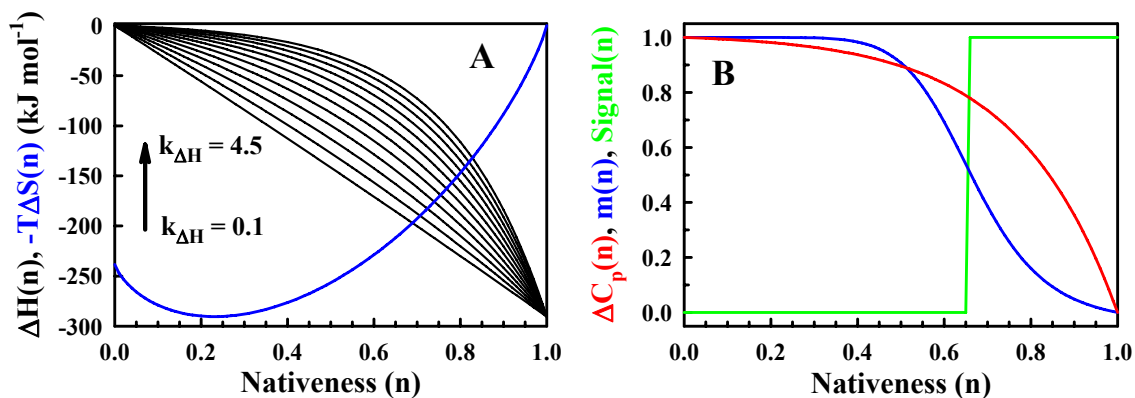 ΔH(n), -TΔS(n) (kJ mol⁻¹)
0
-50
-100
-150
-200
-250
-300
A
k_ΔH = 4.5
k_ΔH = 0.1
0.0 0.2 0.4 0.6 0.8 1.0
Nativeness (n)
ΔC_p(n), m(n), Signal(n)
1.0
0.8
0.6
0.4
0.2
0.0
B
0.0 0.2 0.4 0.6 0.8 1.0
Nativeness (n)